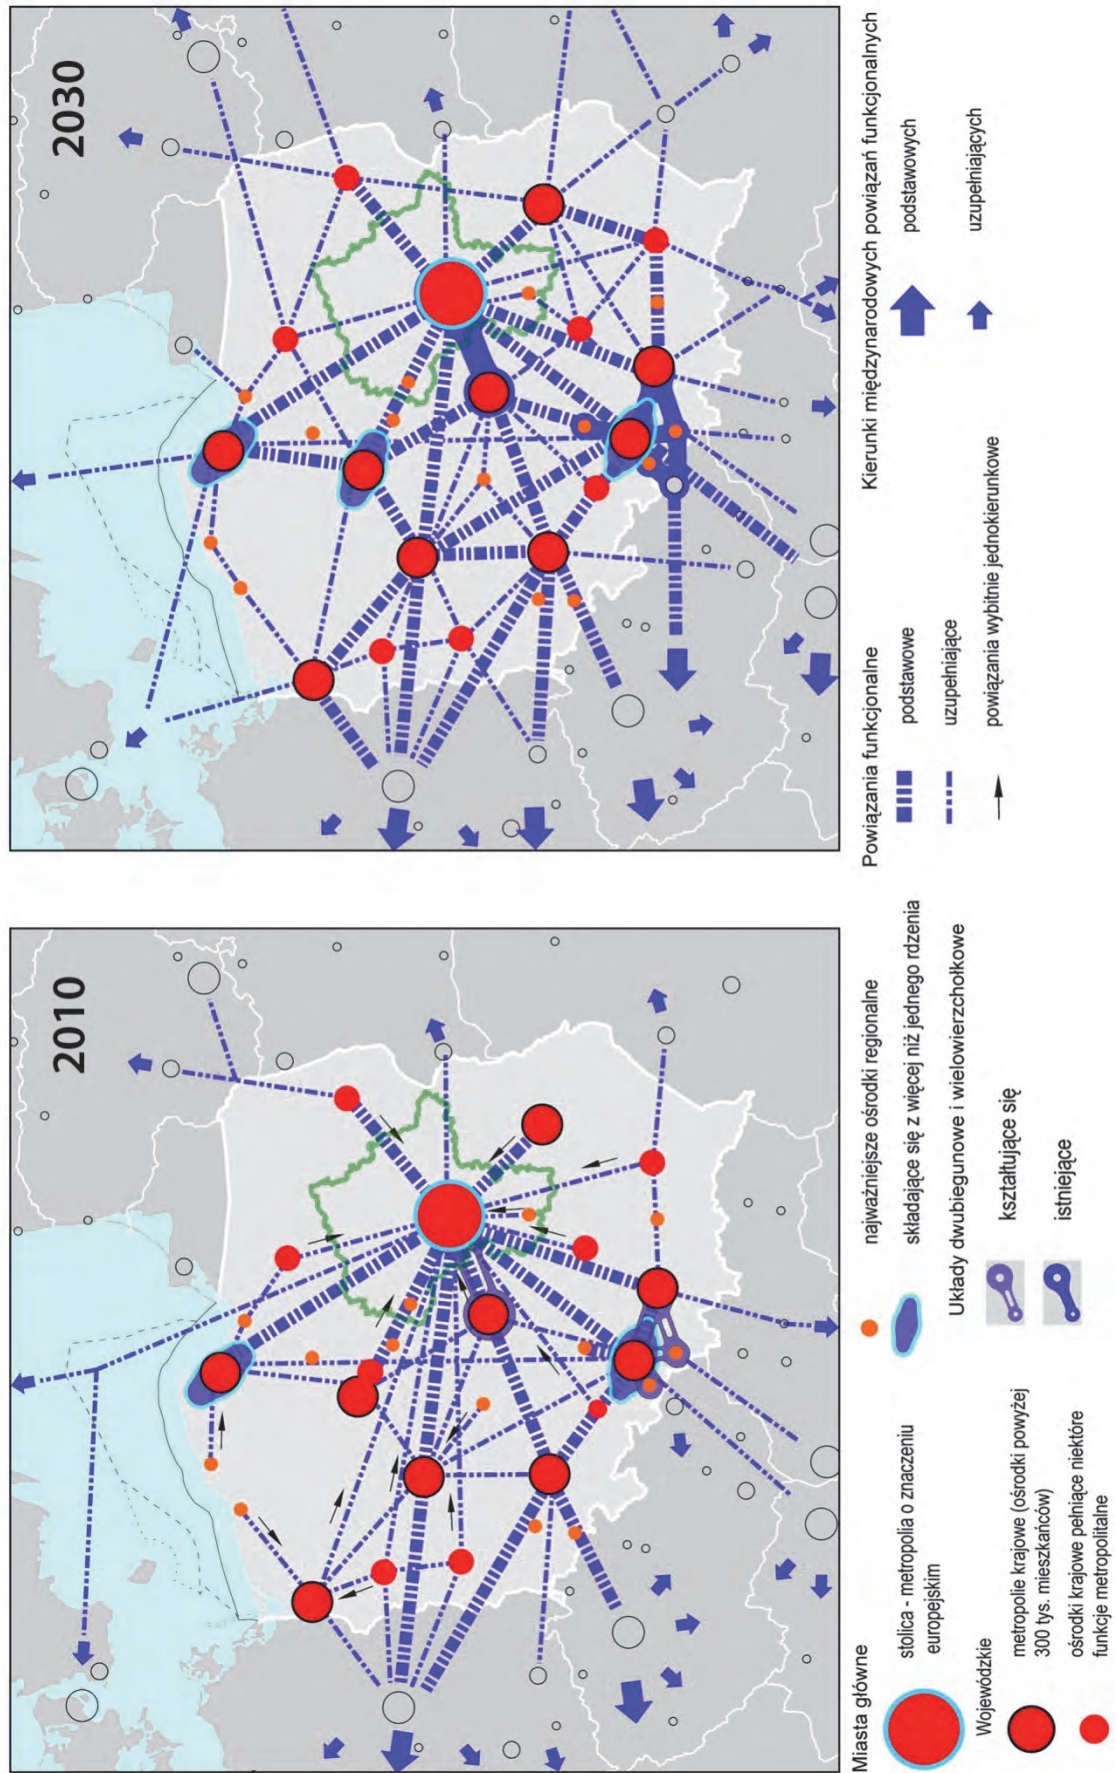 2010
2030
Miasta główne
stolica - metropolia o znaczeniu
europejskim
Wojewódzkie
metropolie krajowe (ośrodki powyżej
300 tys. mieszkańców)
ośrodki krajowe pełniące niektóre
funkcje metropolitalne
najważniejsze ośrodki regionalne
składające się z więcej niż jednego rdzenia
Układy dwubiegunowe i wielowierzchołkowe
kształtujące się
istniejące
Powiązania funkcjonalne
podstawowe
uzupełniające
powiązania wybitnie jednokierunkowe
Kierunki międzynarodowych powiązań funkcjonalnych
podstawowych
uzupełniających